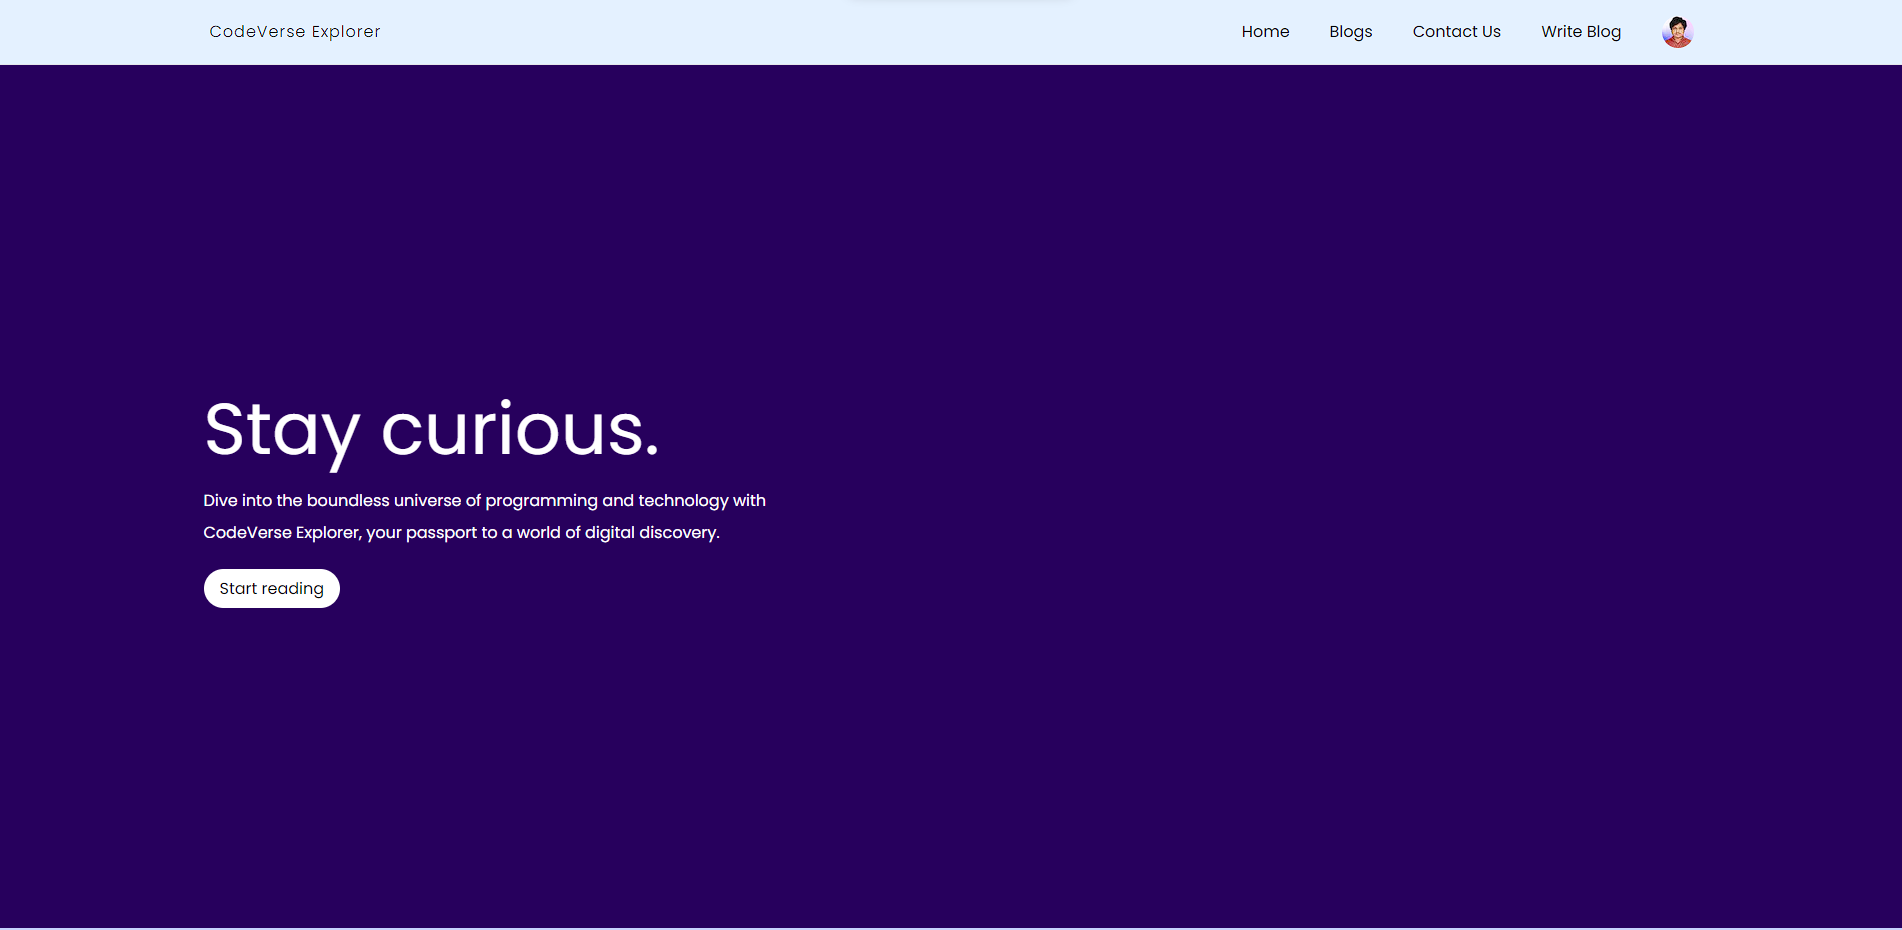 CodeVerse Explorer
Home
Blogs
Contact Us
Write Blog
Stay curious.
Dive into the boundless universe of programming and technology with
CodeVerse Explorer, your passport to a world of digital discovery.
Start reading